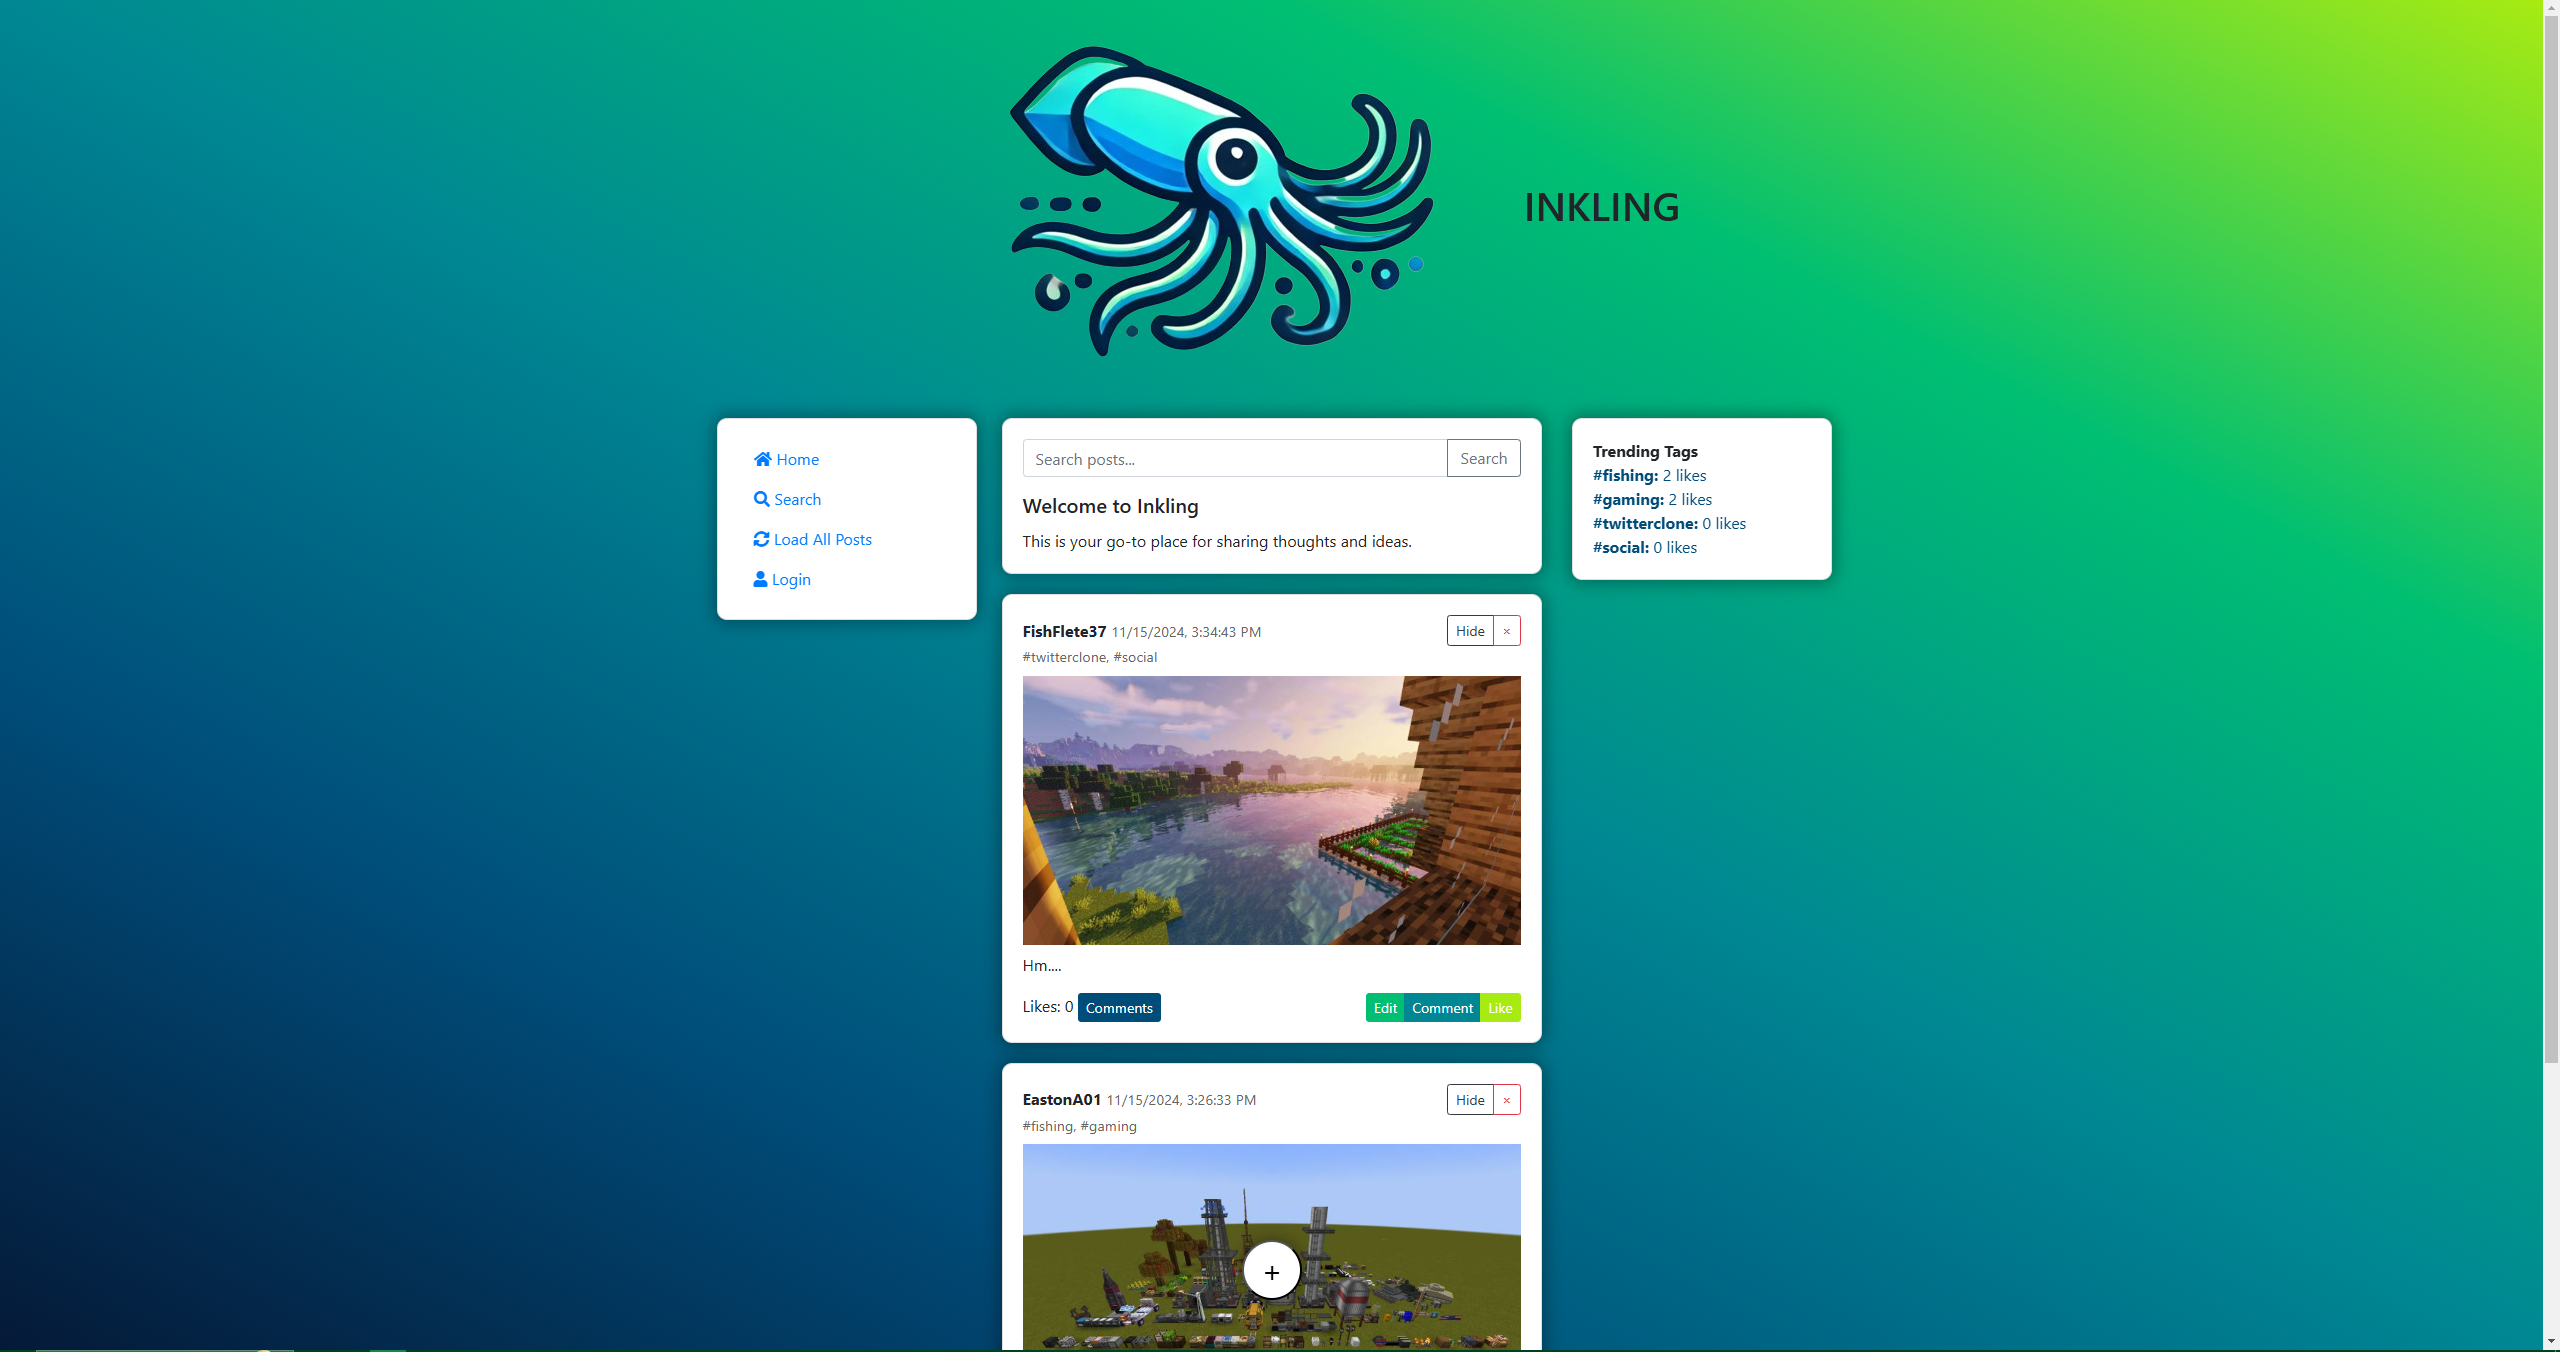 INKLING
Home
Search
Load All Posts
Login
Search posts...
Search
Welcome to Inkling
This is your go-to place for sharing thoughts and ideas.
Trending Tags
#fishing: 2 likes
#gaming: 2 likes
#twitterclone: 0 likes
#social: 0 likes
FishFlete37 11/15/2024, 3:34:43 PM
Hide ×
#twitterclone, #social
Hm....
Likes: 0 Comments
Edit Comment Like
EastonA01 11/15/2024, 3:26:33 PM
Hide ×
#fishing, #gaming
+